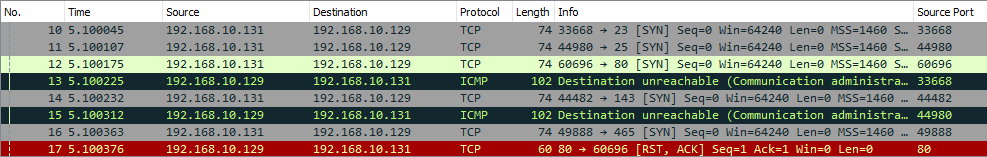 No. Time Source Destination Protocol Length Info Source Port
10 5.100045 192.168.10.131 192.168.10.129 TCP 74 33668 → 23 [SYN] Seq=0 Win=64240 Len=0 MSS=1460 S… 33668
11 5.100107 192.168.10.131 192.168.10.129 TCP 74 44980 → 25 [SYN] Seq=0 Win=64240 Len=0 MSS=1460 S… 44980
12 5.100175 192.168.10.131 192.168.10.129 TCP 74 60696 → 80 [SYN] Seq=0 Win=64240 Len=0 MSS=1460 S… 60696
13 5.100225 192.168.10.129 192.168.10.131 ICMP 102 Destination unreachable (Communication administra… 33668
14 5.100232 192.168.10.131 192.168.10.129 TCP 74 44482 → 143 [SYN] Seq=0 Win=64240 Len=0 MSS=1460 … 44482
15 5.100312 192.168.10.129 192.168.10.131 ICMP 102 Destination unreachable (Communication administra… 44980
16 5.100363 192.168.10.131 192.168.10.129 TCP 74 49888 → 465 [SYN] Seq=0 Win=64240 Len=0 MSS=1460 … 49888
17 5.100376 192.168.10.129 192.168.10.131 TCP 60 80 → 60696 [RST, ACK] Seq=1 Ack=1 Win=0 Len=0 80